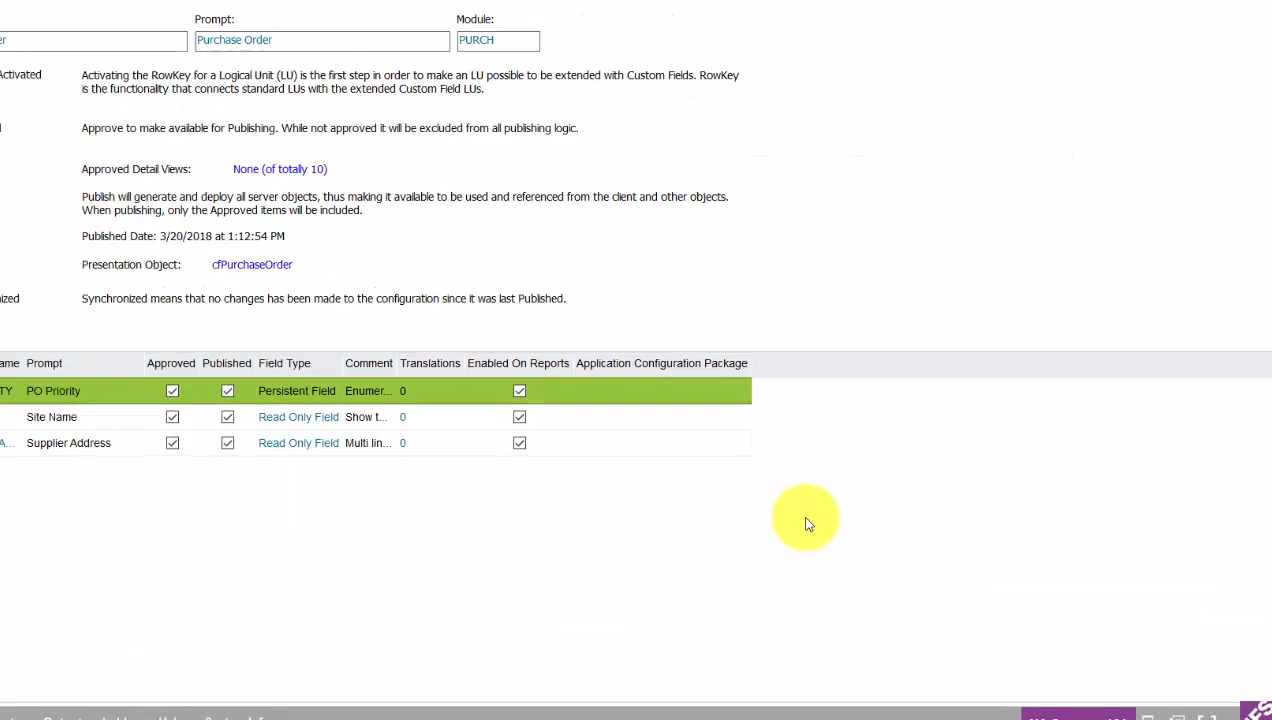 Prompt: Module:
er Purchase Order PURCH
Activated Activating the RowKey for a Logical Unit (LU) is the first step in order to make an LU possible to be extended with Custom Fields. RowKey
is the functionality that connects standard LUs with the extended Custom Field LUs.
d Approve to make available for Publishing. While not approved it will be excluded from all publishing logic.
Approved Detail Views: None (of totally 10)
Publish will generate and deploy all server objects, thus making it available to be used and referenced from the client and other objects.
When publishing, only the Approved items will be included.
Published Date: 3/20/2018 at 1:12:54 PM
Presentation Object: cfPurchaseOrder
nized Synchronized means that no changes has been made to the configuration since it was last Published.
ame Prompt Approved Published Field Type Comment Translations Enabled On Reports Application Configuration Package
TY PO Priority Persistent Field Enumer... 0
Site Name Read Only Field Show t... 0
A... Supplier Address Read Only Field Multi lin... 0
IFS